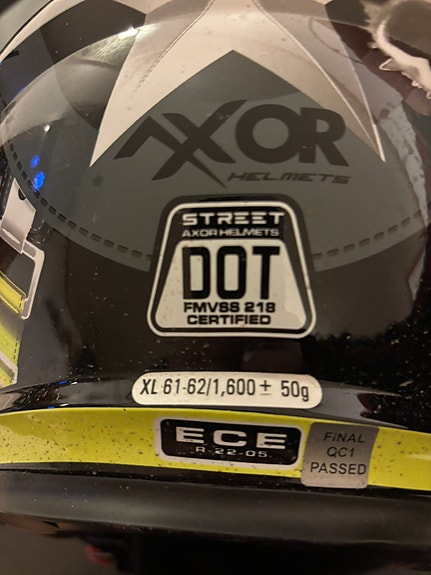 AXOR
HELMETS
STREET
AXOR HELMETS
DOT
FMVSS 218
CERTIFIED
XL 61-62/1,600 ± 50g
ECE
R-22-05
FiNAL
QC1
PASSED